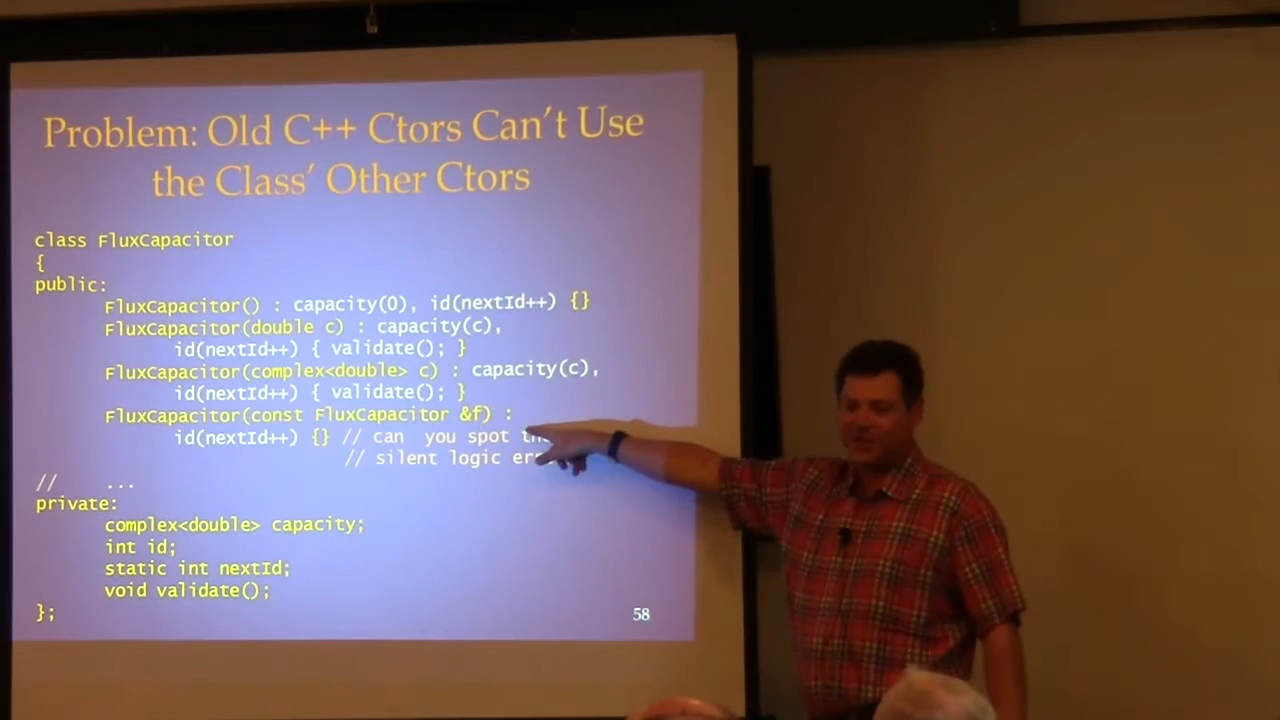 Problem: Old C++ Ctors Can't Use
the Class' Other Ctors
class FluxCapacitor
{
public:
FluxCapacitor() : capacity(0), id(nextId++) {}
FluxCapacitor(double c) : capacity(c),
id(nextId++) { validate(); }
FluxCapacitor(complex<double> c) : capacity(c),
id(nextId++) { validate(); }
FluxCapacitor(const FluxCapacitor &f) :
id(nextId++) {} // can you spot
// silent logic
// ...
private:
complex<double> capacity;
int id;
static int nextId;
void validate();
};
58